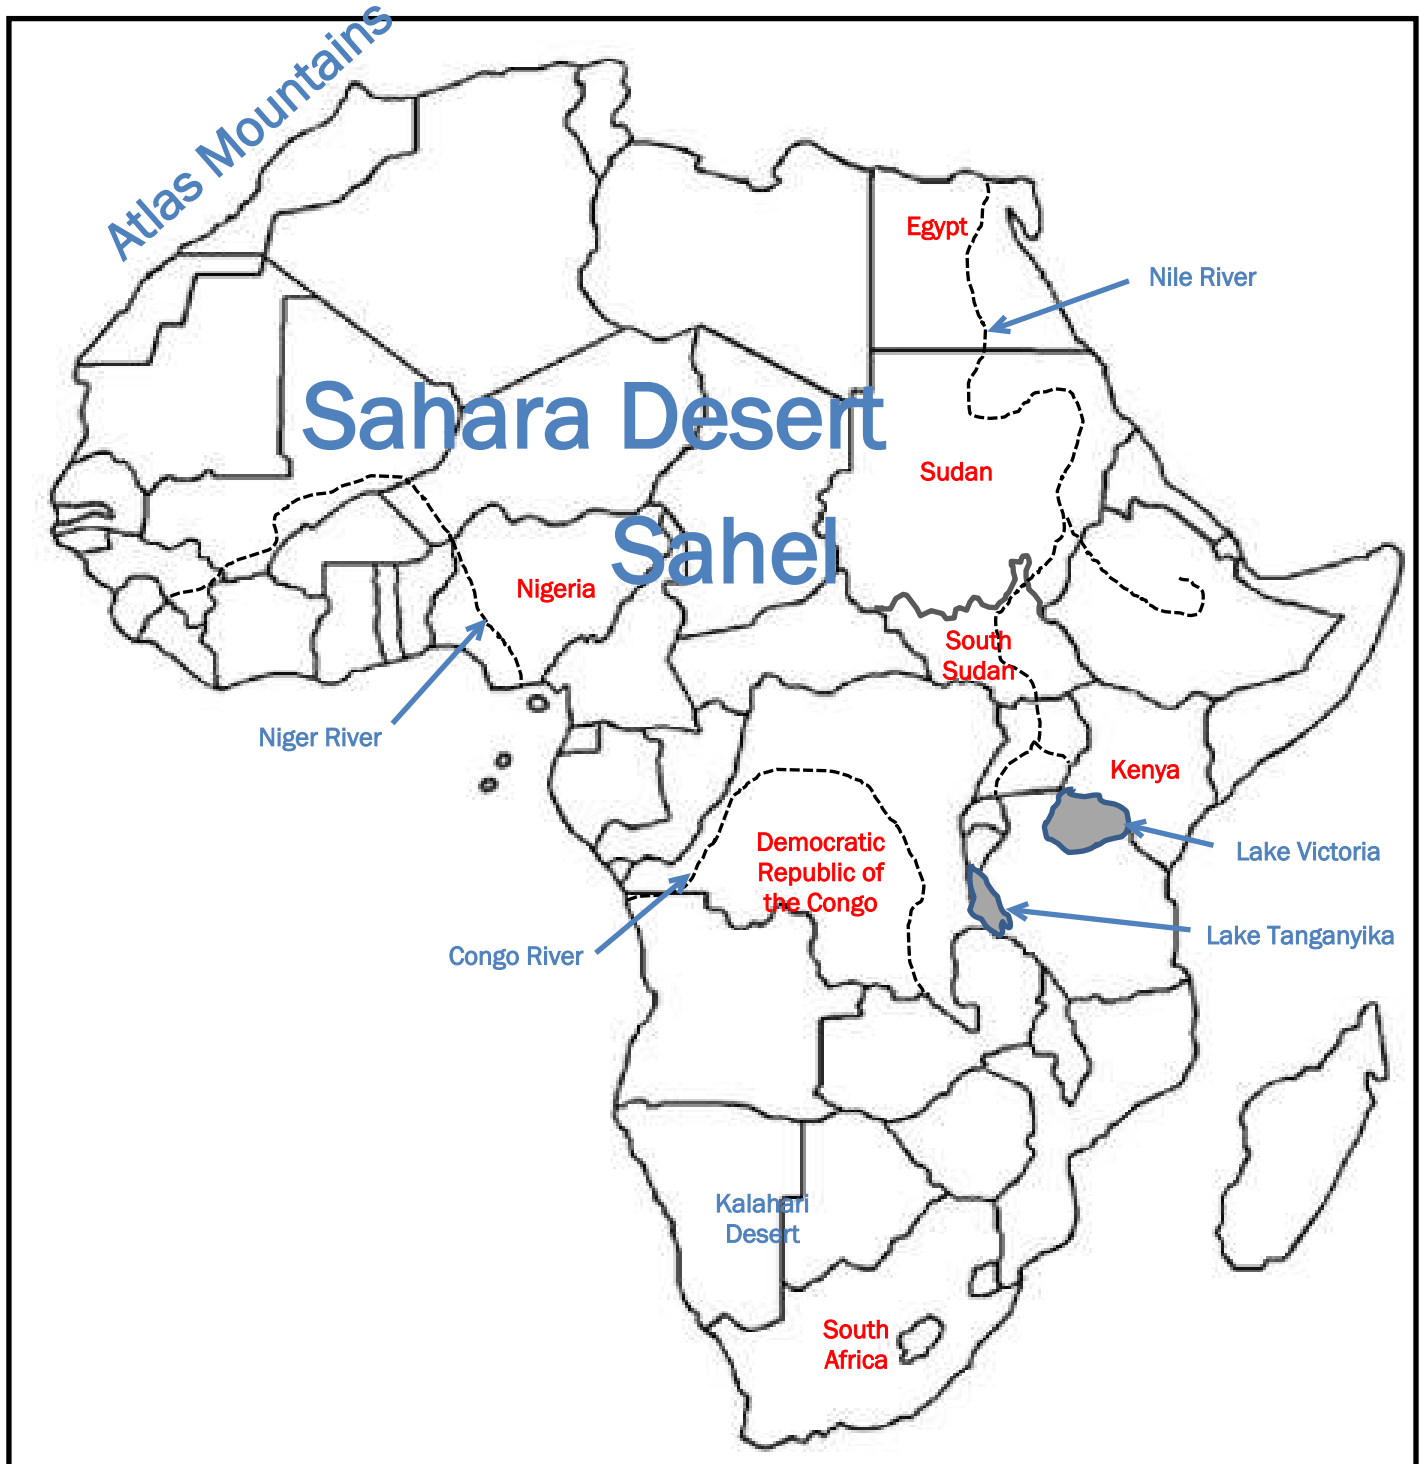 Atlas Mountains
Egypt
Nile River
Sahara Desert
Sudan
Sahel
Nigeria
South
Sudan
Niger River
Kenya
Democratic
Republic of
the Congo
Lake Victoria
Congo River
Lake Tanganyika
Kalahari
Desert
South
Africa